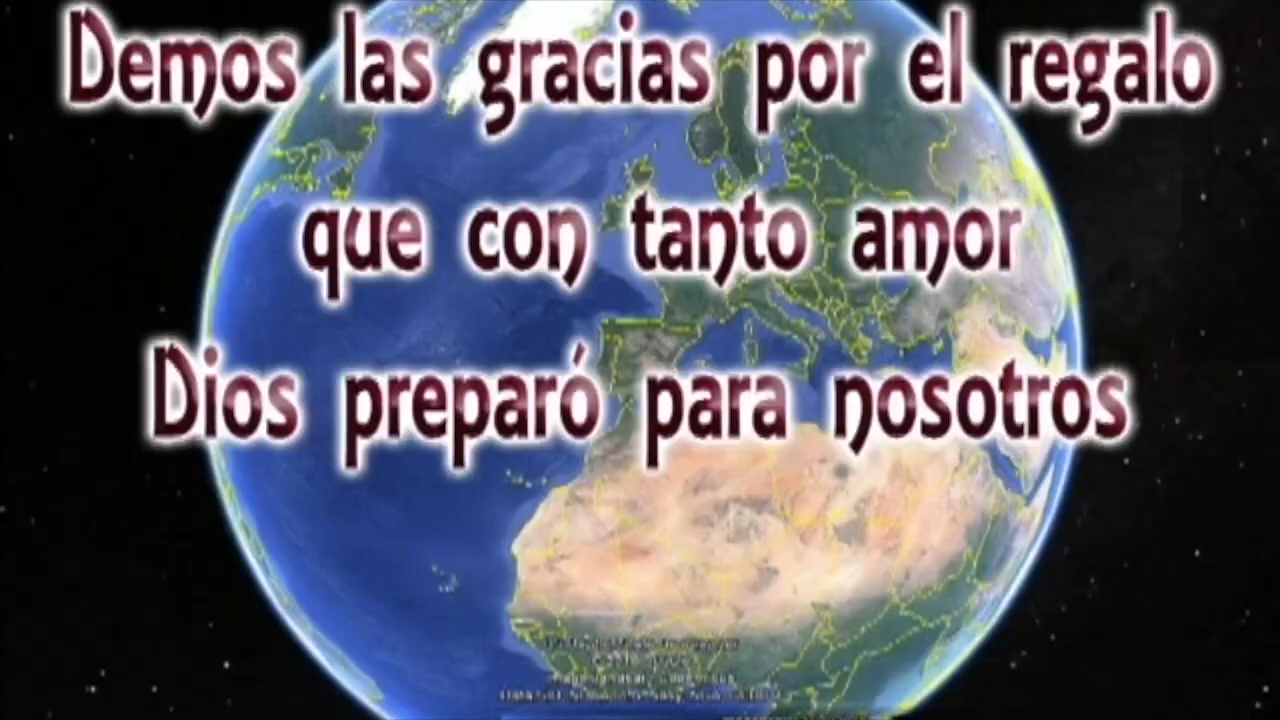 Demos las gracias por el regalo
que con tanto amor
Dios preparó para nosotros